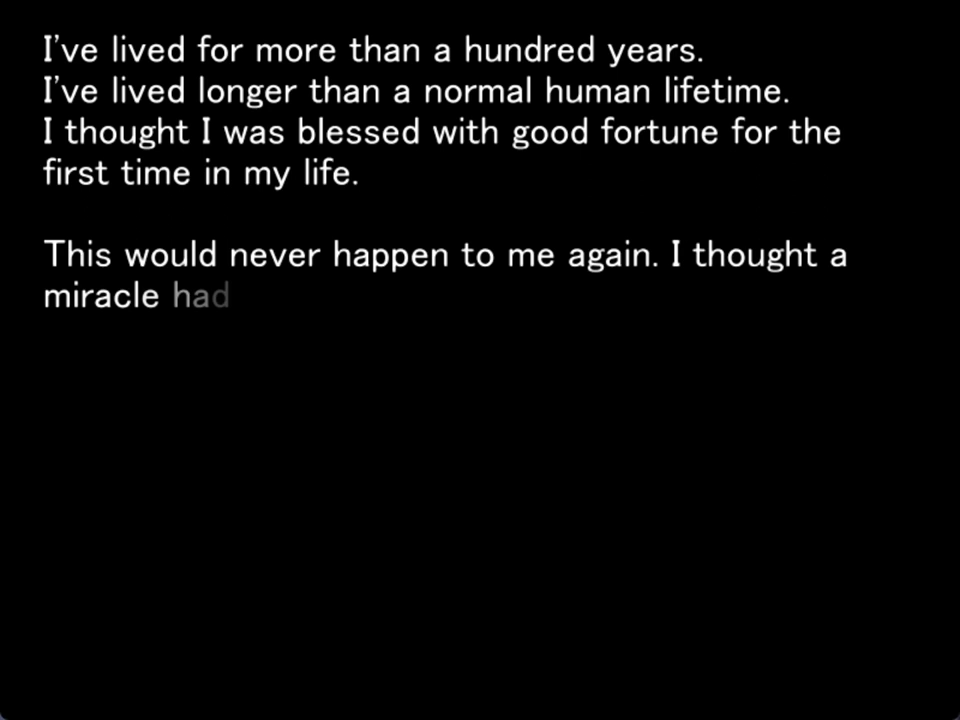 I've lived for more than a hundred years.
I've lived longer than a normal human lifetime.
I thought I was blessed with good fortune for the
first time in my life.
This would never happen to me again. I thought a
miracle had